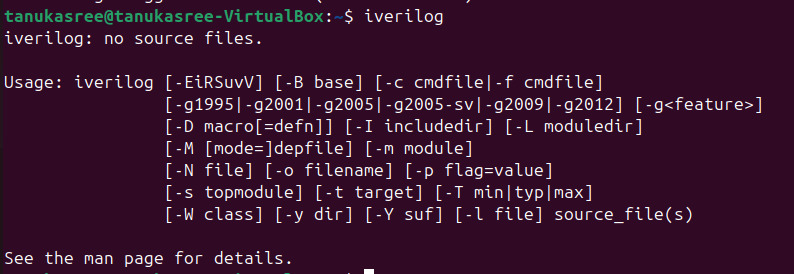 tanukasree@tanukasree-VirtualBox:~$ iverilog
iverilog: no source files.
Usage: iverilog [-EiRSuvV] [-B base] [-c cmdfile|-f cmdfile]
[-g1995|-g2001|-g2005|-g2005-sv|-g2009|-g2012] [-g<feature>]
[-D macro[=defn]] [-I includedir] [-L moduledir]
[-M [mode=]depfile] [-m module]
[-N file] [-o filename] [-p flag=value]
[-s topmodule] [-t target] [-T min|typ|max]
[-W class] [-y dir] [-Y suf] [-l file] source_file(s)
See the man page for details.